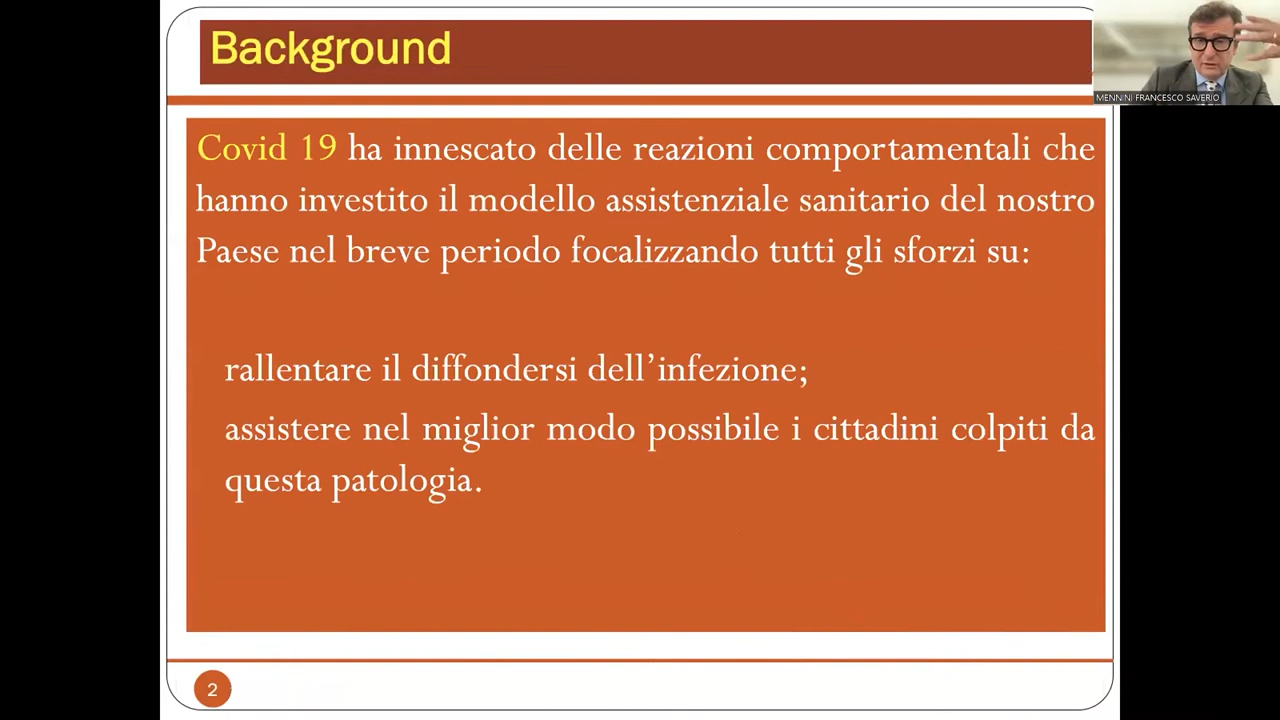 Background
MENNINI FRANCESCO SAVERIO
Covid 19 ha innescato delle reazioni comportamentali che
hanno investito il modello assistenziale sanitario del nostro
Paese nel breve periodo focalizzando tutti gli sforzi su:
rallentare il diffondersi dell’infezione;
assistere nel miglior modo possibile i cittadini colpiti da
questa patologia.
2